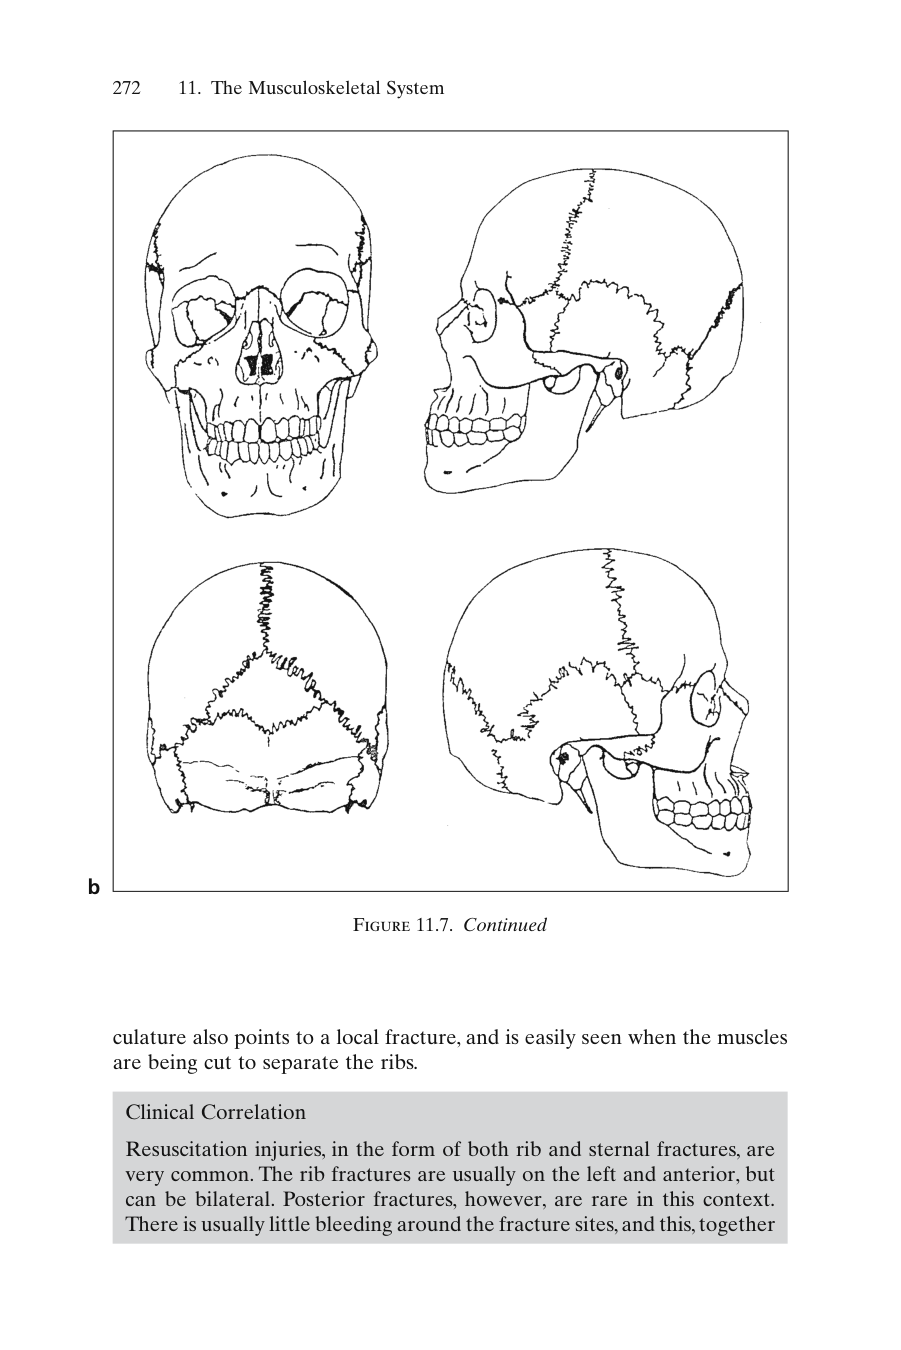 272 11. The Musculoskeletal System
b
FIGURE 11.7. Continued
culature also points to a local fracture, and is easily seen when the muscles
are being cut to separate the ribs.
Clinical Correlation
Resuscitation injuries, in the form of both rib and sternal fractures, are
very common. The rib fractures are usually on the left and anterior, but
can be bilateral. Posterior fractures, however, are rare in this context.
There is usually little bleeding around the fracture sites, and this, together